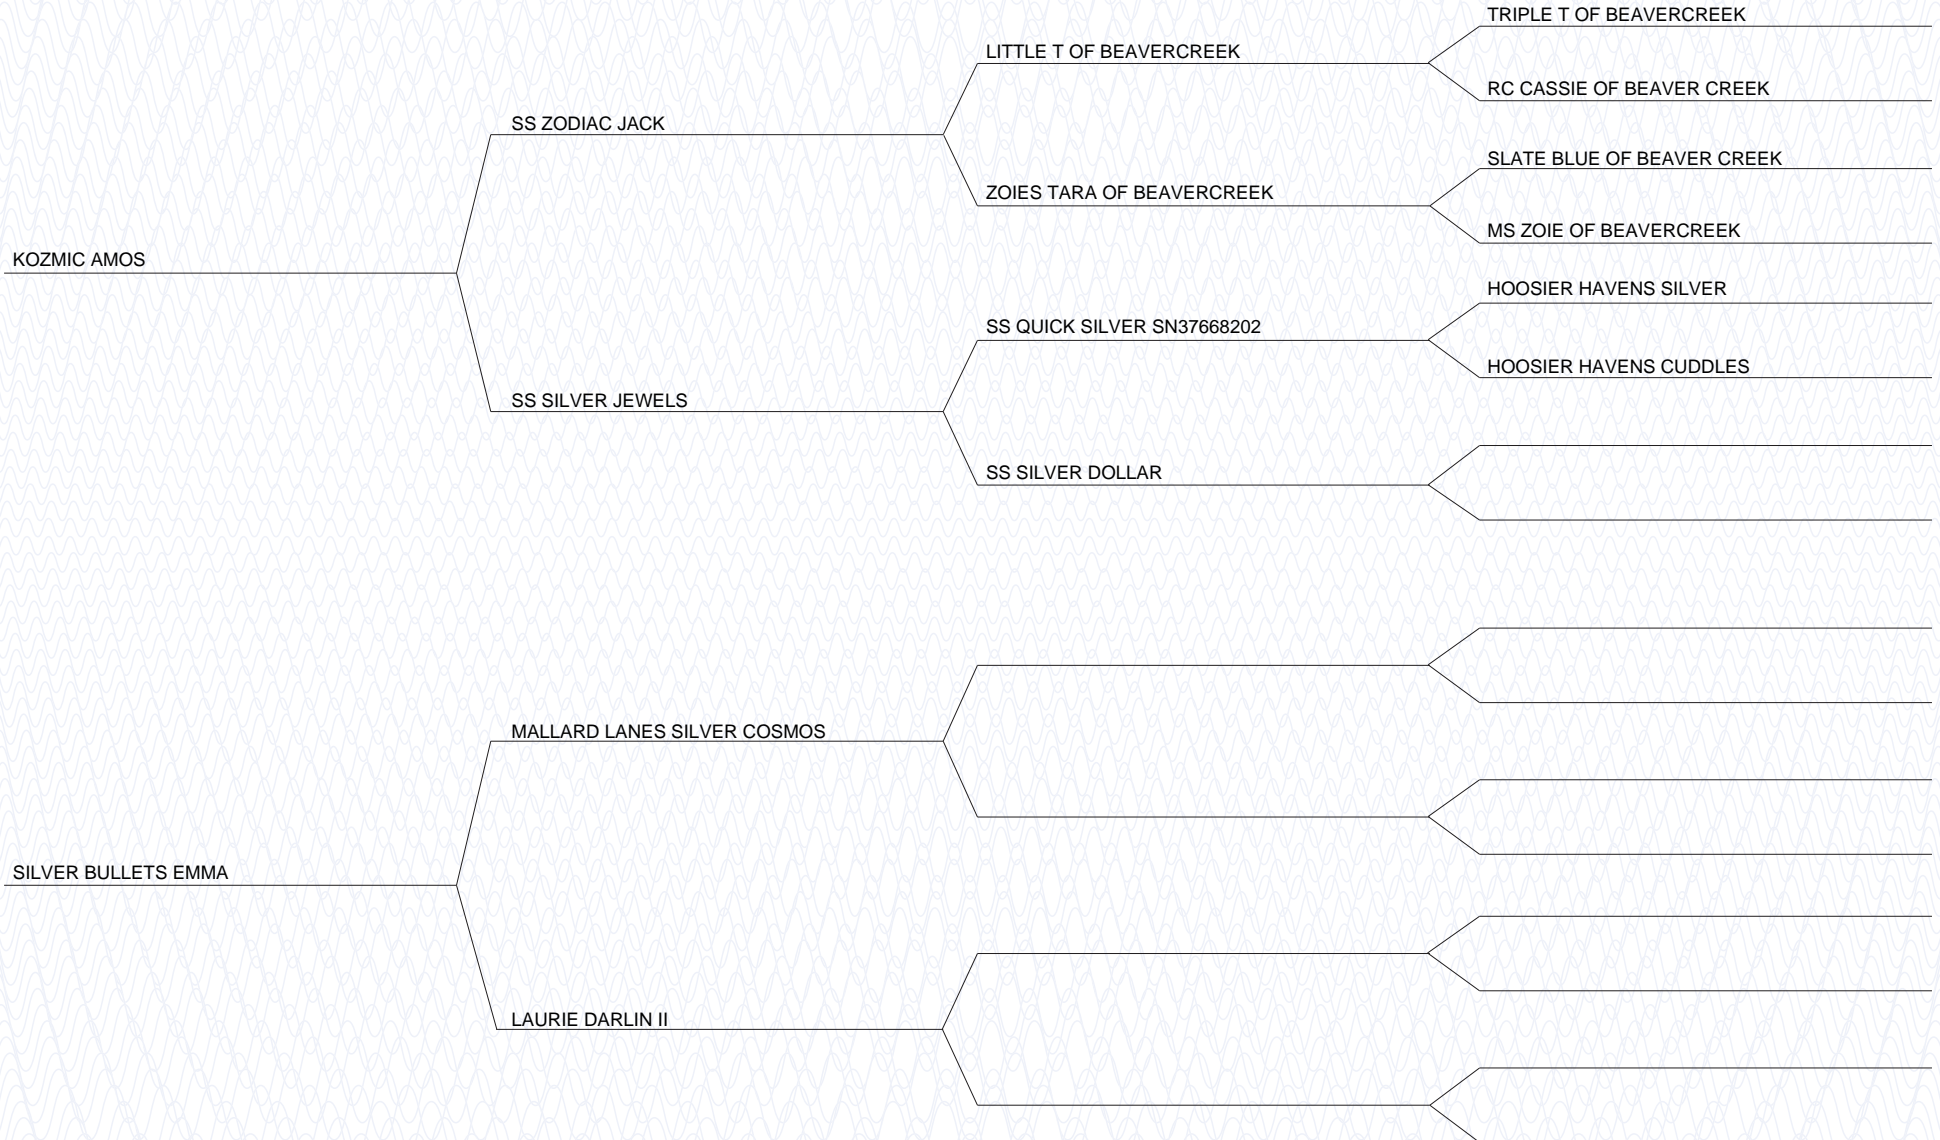 TRIPLE T OF BEAVERCREEK
LITTLE T OF BEAVERCREEK
RC CASSIE OF BEAVER CREEK
SS ZODIAC JACK
SLATE BLUE OF BEAVER CREEK
ZOIES TARA OF BEAVERCREEK
MS ZOIE OF BEAVERCREEK
KOZMIC AMOS
HOOSIER HAVENS SILVER
SS QUICK SILVER SN37668202
HOOSIER HAVENS CUDDLES
SS SILVER JEWELS
SS SILVER DOLLAR
MALLARD LANES SILVER COSMOS
SILVER BULLETS EMMA
LAURIE DARLIN II